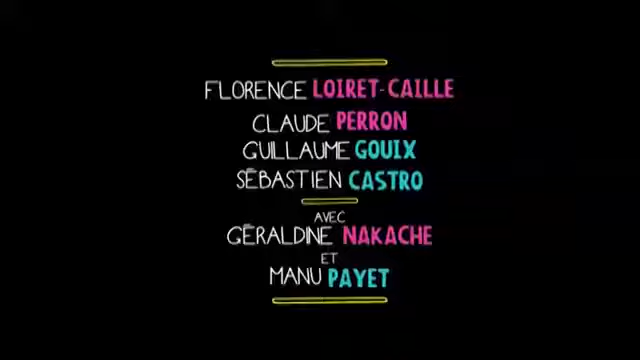 FLORENCE LOIRET-CAILLE
CLAUDE PERRON
GUILLAUME GOUIX
SÉBASTIEN CASTRO
AVEC
GÉRALDINE NAKACHE
ET
MANU PAYET